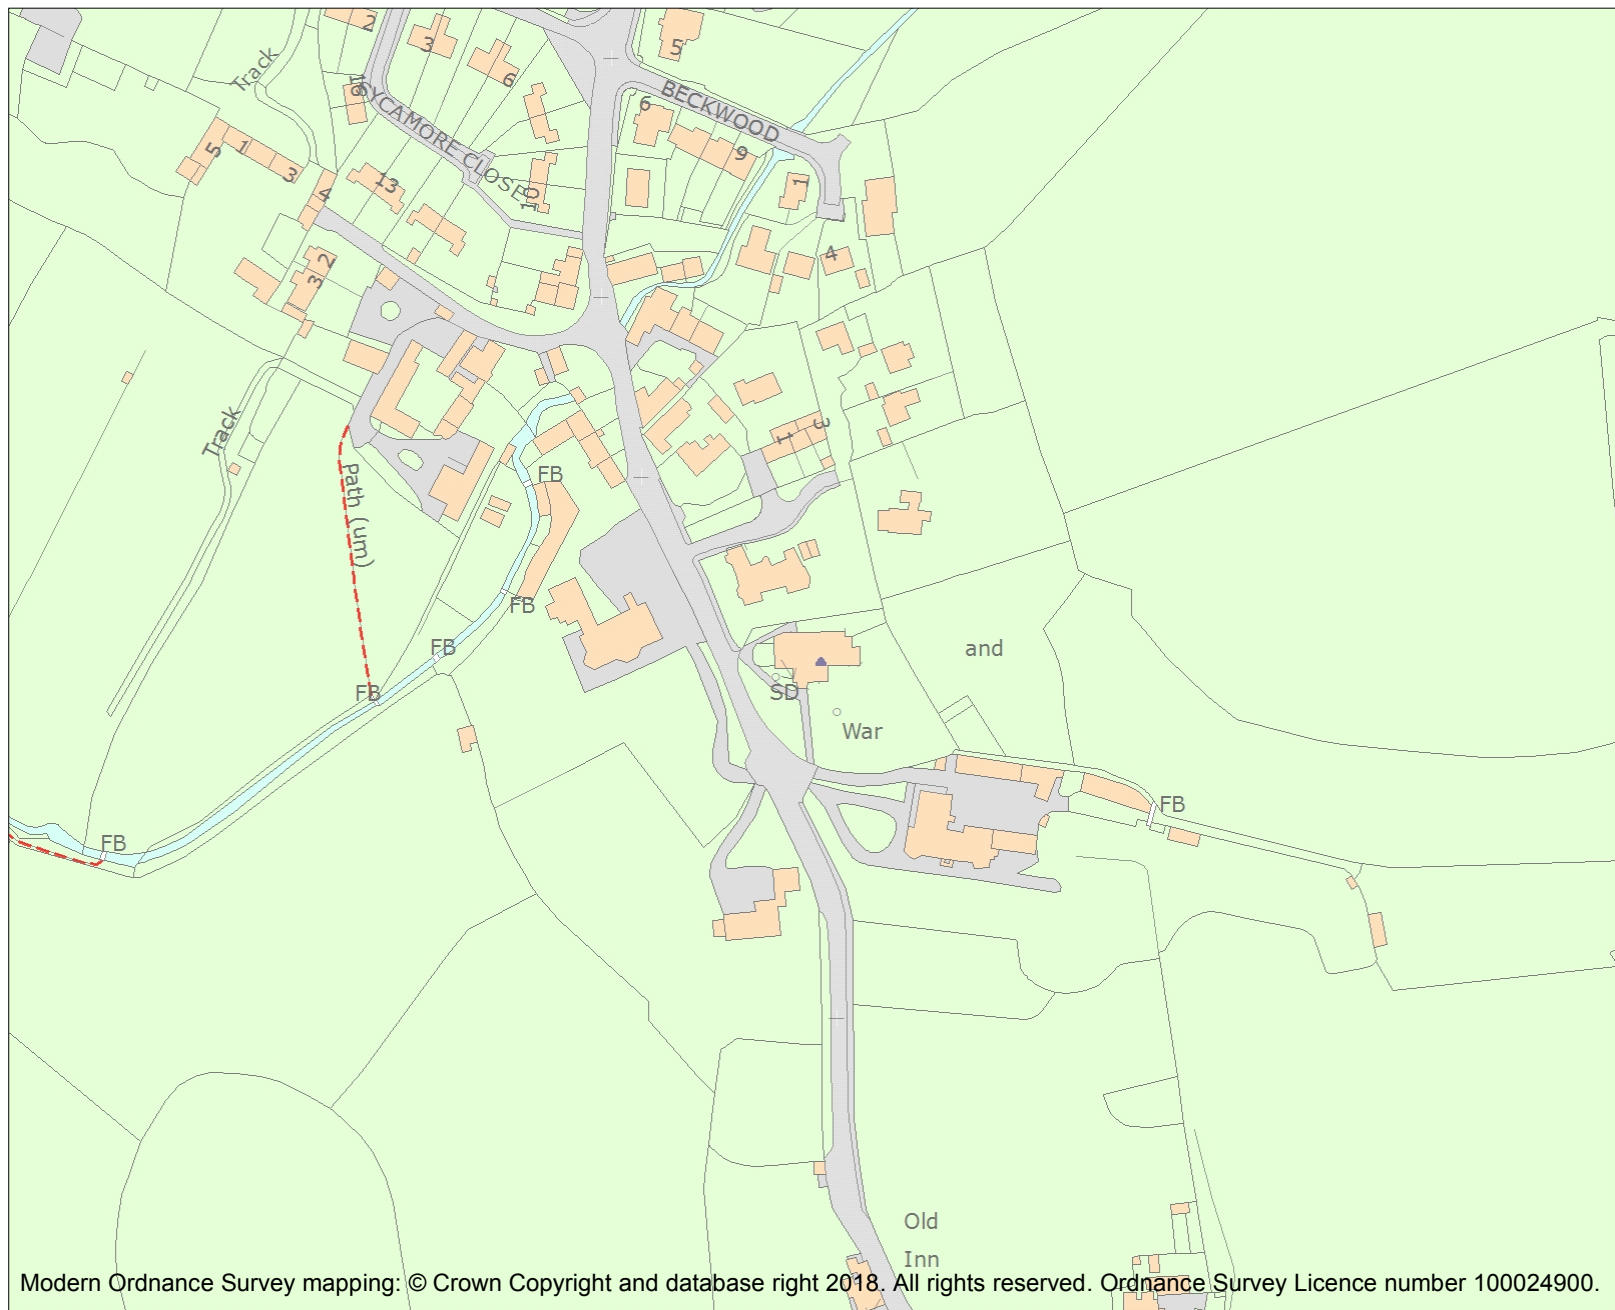 2
3
5
6
Track
18
SYCAMORE CLOSE
BECKWOOD
6
9
5
1
3
4
13
10
1
2
3
4
Track
3
1
Path (um)
FB
FB
FB
FB
and
SD
War
FB
FB
Old
Inn
Modern Ordnance Survey mapping: © Crown Copyright and database right 2018. All rights reserved. Ordnance Survey Licence number 100024900.